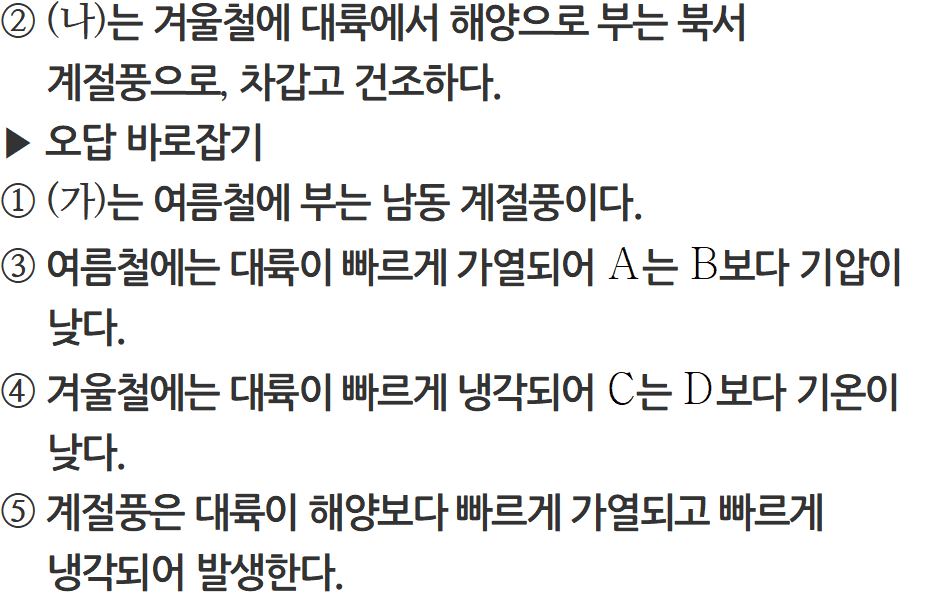 ② (나)는 겨울철에 대륙에서 해양으로 부는 북서
계절풍으로, 차갑고 건조하다.
▶ 오답 바로잡기
① (가)는 여름철에 부는 남동 계절풍이다.
③ 여름철에는 대륙이 빠르게 가열되어 A는 B보다 기압이
낮다.
④ 겨울철에는 대륙이 빠르게 냉각되어 C는 D보다 기온이
낮다.
⑤ 계절풍은 대륙이 해양보다 빠르게 가열되고 빠르게
냉각되어 발생한다.